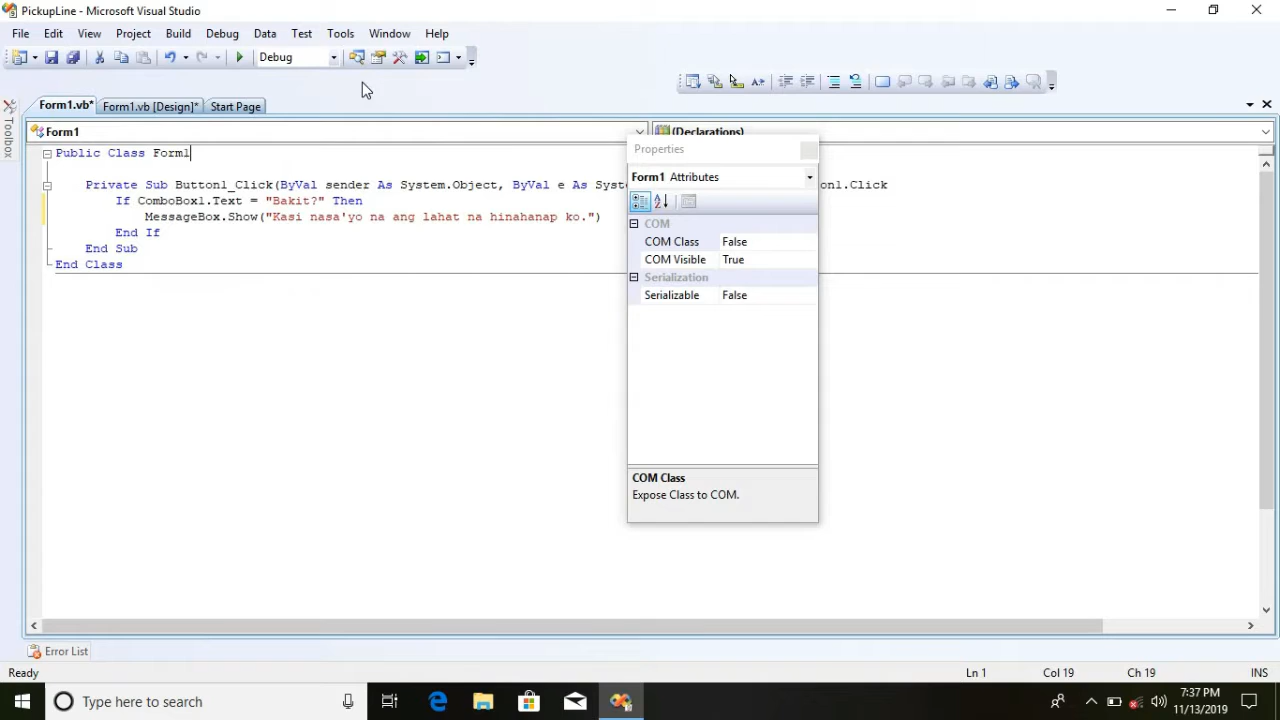 PickupLine - Microsoft Visual Studio
File Edit View Project Build Debug Data Test Tools Window Help
Debug
Form1.vb* Form1.vb [Design]* Start Page
Toolbox
Form1 (Declarations)
Public Class Form1
Private Sub Button1_Click(ByVal sender As System.Object, ByVal e As Syst
on1.Click
If ComboBox1.Text = "Bakit?" Then
MessageBox.Show("Kasi nasa'yo na ang lahat na hinahanap ko.")
End If
End Sub
End Class
Properties
Form1 Attributes
COM
COM Class False
COM Visible True
Serialization
Serializable False
COM Class
Expose Class to COM.
Error List
Ready Ln 1 Col 19 Ch 19 INS
Type here to search
7:37 PM
11/13/2019